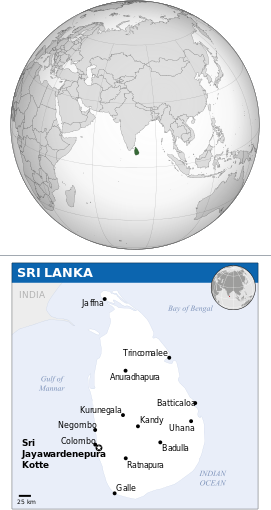 SRI LANKA
INDIA
Jaffna
Bay of Bengal
Trincomalee
Anuradhapura
Gulf of
Mannar
Batticaloa
Kurunegala
Kandy
Uhana
Negombo
Colombo
Badulla
Sri
Jayawardenepura
Kotte
Ratnapura
INDIAN
OCEAN
Galle
25 km